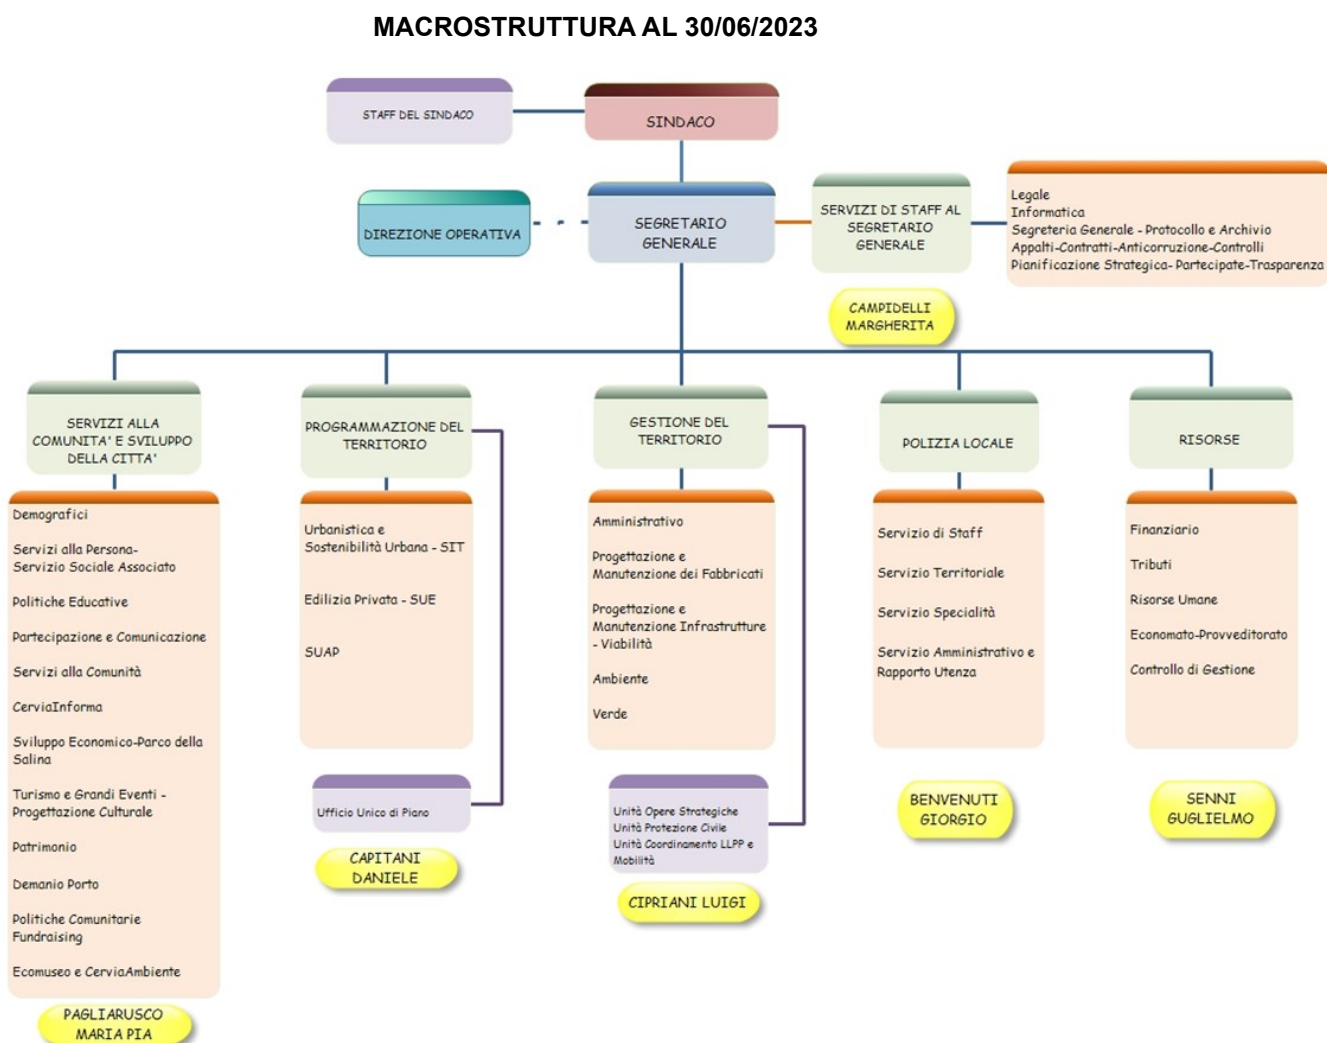 MACROSTRUTTURA AL 30/06/2023
STAFF DEL SINDACO
SINDACO
DIREZIONE OPERATIVA
SEGRETARIO
GENERALE
SERVIZI DI STAFF AL
SEGRETARIO
GENERALE
Legale
Informatica
Segreteria Generale - Protocollo e Archivio
Appalti-Contratti-Anticorruzione-Controlli
Pianificazione Strategica- Partecipate-Trasparenza
CAMPIDELLI
MARGHERITA
SERVIZI ALLA
COMUNITA' E SVILUPPO
DELLA CITTA'
Demografici
Servizi alla Persona-
Servizio Sociale Associato
Politiche Educative
Partecipazione e Comunicazione
Servizi alla Comunità
CerviaInforma
Sviluppo Economico-Parco della
Salina
Turismo e Grandi Eventi -
Progettazione Culturale
Patrimonio
Demanio Porto
Politiche Comunitarie
Fundraising
Ecomuseo e CerviaAmbiente
PAGLIARUSCO
MARIA PIA
PROGRAMMAZIONE DEL
TERRITORIO
Urbanistica e
Sostenibilità Urbana - SIT
Edilizia Privata - SUE
SUAP
Ufficio Unico di Piano
CAPITANI
DANIELE
GESTIONE DEL
TERRITORIO
Amministrativo
Progettazione e
Manutenzione dei Fabbricati
Progettazione e
Manutenzione Infrastrutture
- Viabilità
Ambiente
Verde
Unità Opere Strategiche
Unità Protezione Civile
Unità Coordinamento LLPP e
Mobilità
CIPRIANI LUIGI
POLIZIA LOCALE
Servizio di Staff
Servizio Territoriale
Servizio Specialità
Servizio Amministrativo e
Rapporto Utenza
BENVENUTI
GIORGIO
RISORSE
Finanziario
Tributi
Risorse Umane
Economato-Provveditorato
Controllo di Gestione
SENNI
GUGLIELMO